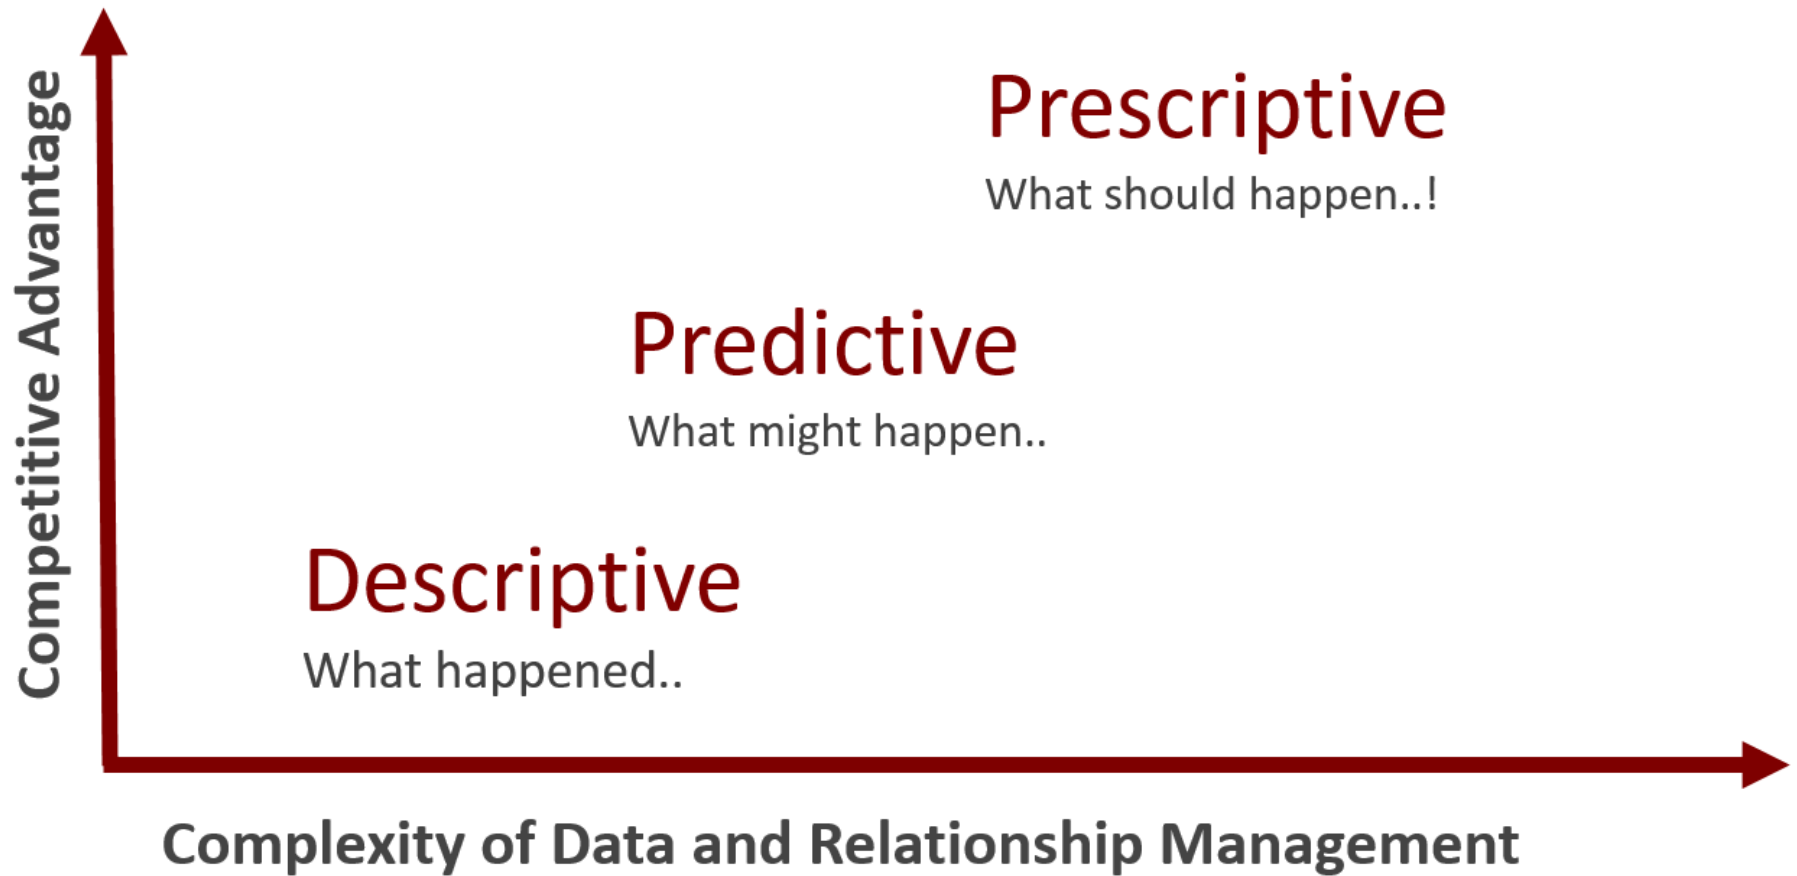 Competitive Advantage
Prescriptive
What should happen..!
Predictive
What might happen..
Descriptive
What happened..
Complexity of Data and Relationship Management